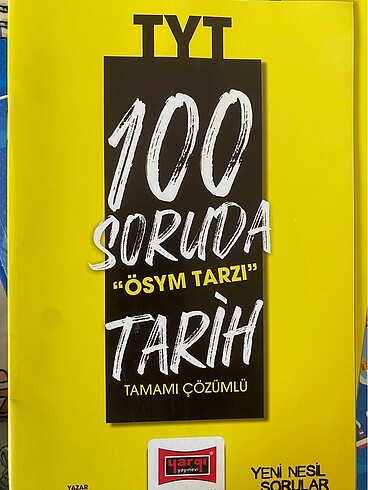 TYT
100
SORUDA
"ÖSYM TARZI"
TARİH
TAMAMI ÇÖZÜMLÜ
yargı
yayınevi
YENİ NESİL
SORULAR
YAZAR